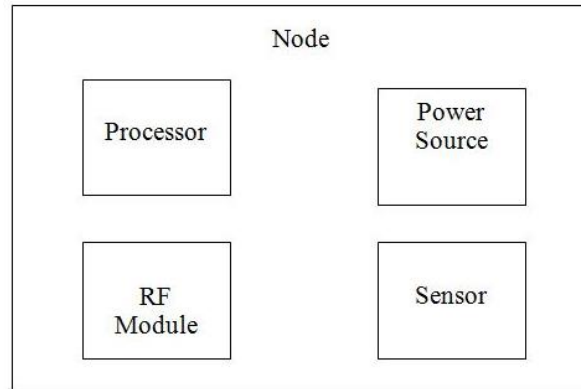 Node
Processor
Power
Source
RF
Module
Sensor